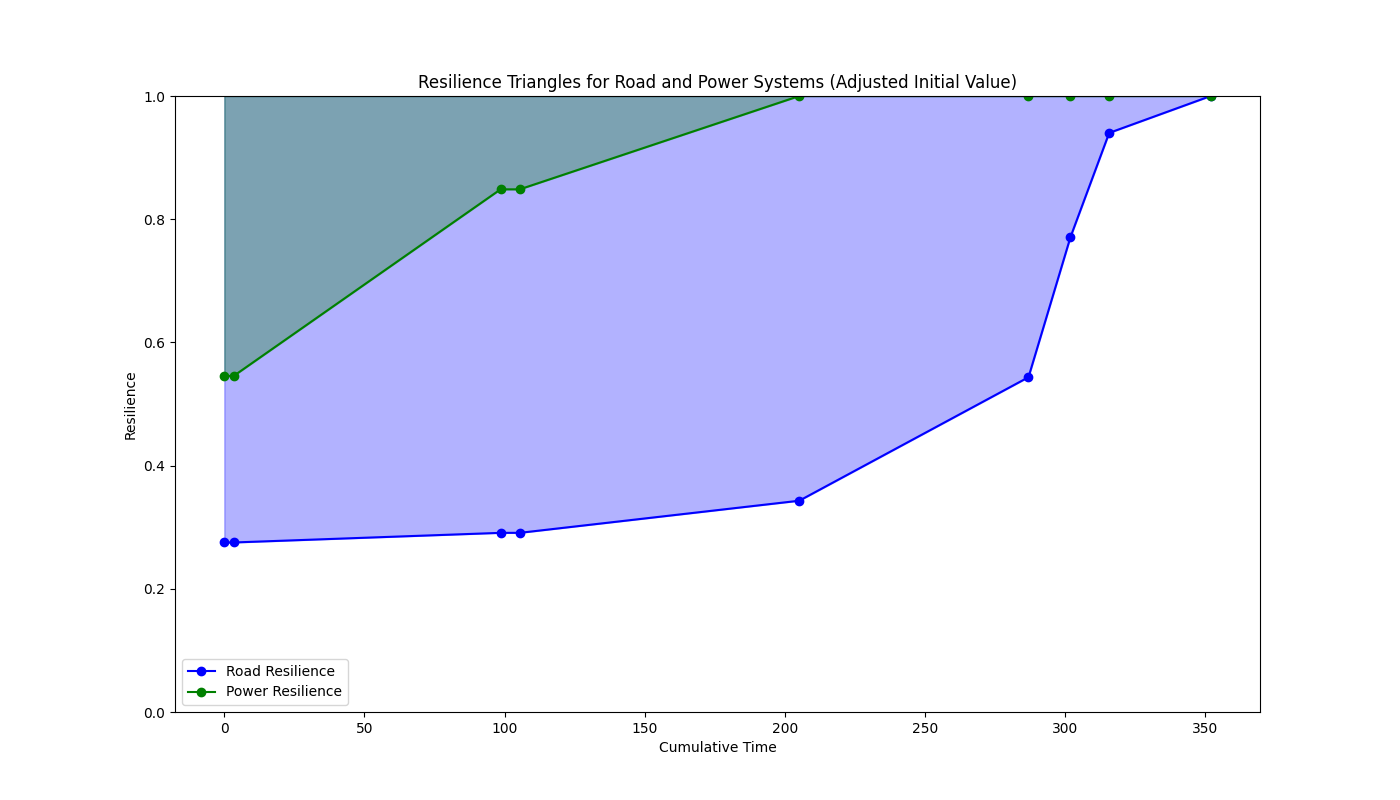 Resilience Triangles for Road and Power Systems (Adjusted Initial Value)
1.0
0.8
0.6
0.4
0.2
0.0
Resilience
Road Resilience
Power Resilience
0 50 100 150 200 250 300 350
Cumulative Time